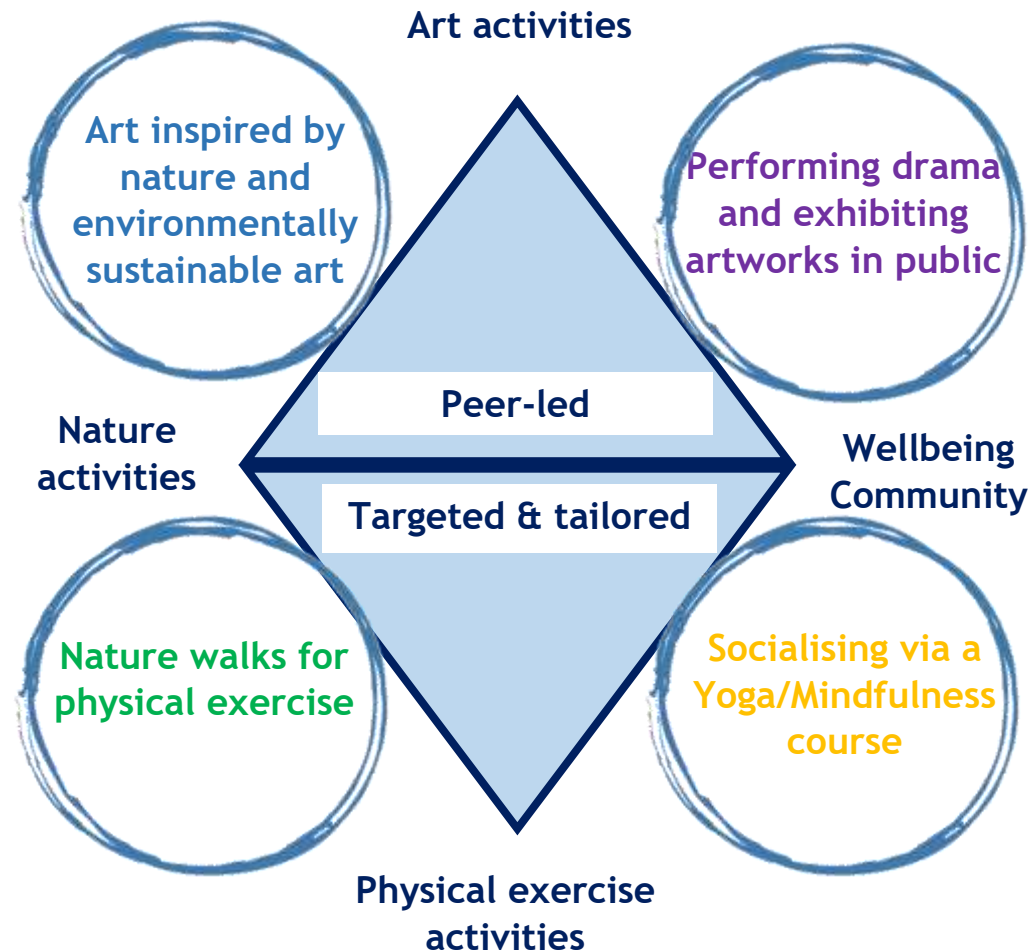 Art activities
Art inspired by
nature and
environmentally
sustainable art
Performing drama
and exhibiting
artworks in public
Peer-led
Nature
activities
Wellbeing
Community
Targeted & tailored
Nature walks for
physical exercise
Socialising via a
Yoga/Mindfulness
course
Physical exercise
activities